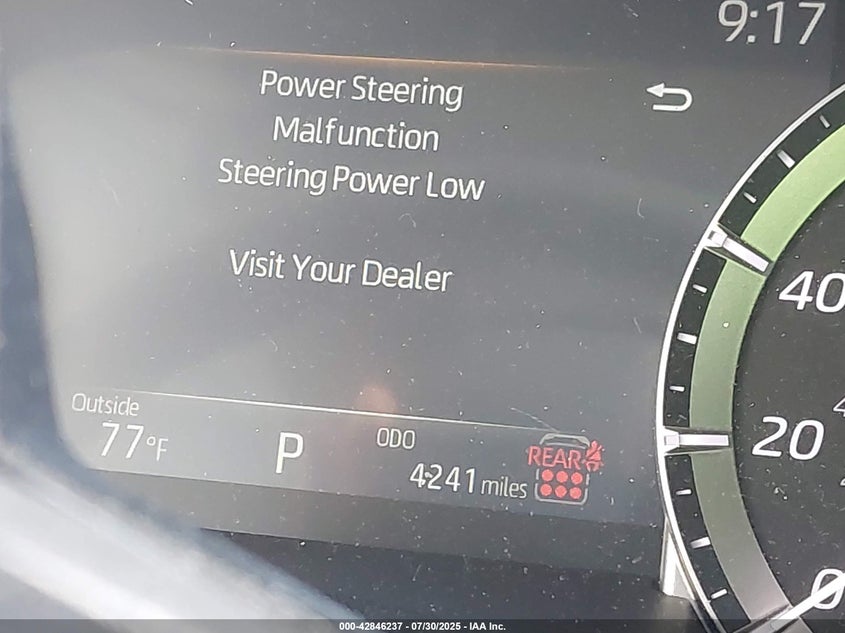 9:17
Power Steering
Malfunction
Steering Power Low
Visit Your Dealer
40
Outside
77°F
P
ODO
4241 miles
REAR
20
0
000-42846237 - 07/30/2025 - IAA Inc.